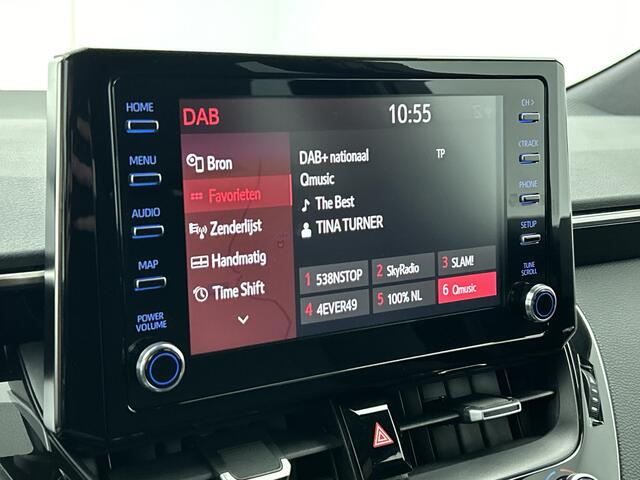 HOME
MENU
AUDIO
MAP
POWER
VOLUME
DAB
10:55
Bron
Favorieten
Zenderlijst
Handmatig
Time Shift
DAB+ nationaal
TP
Qmusic
The Best
TINA TURNER
1 538NSTOP
2 SkyRadio
3 SLAM!
4 4EVER49
5 100% NL
6 Qmusic
CH >
< TRACK
PHONE
SETUP
TUNE
SCROLL